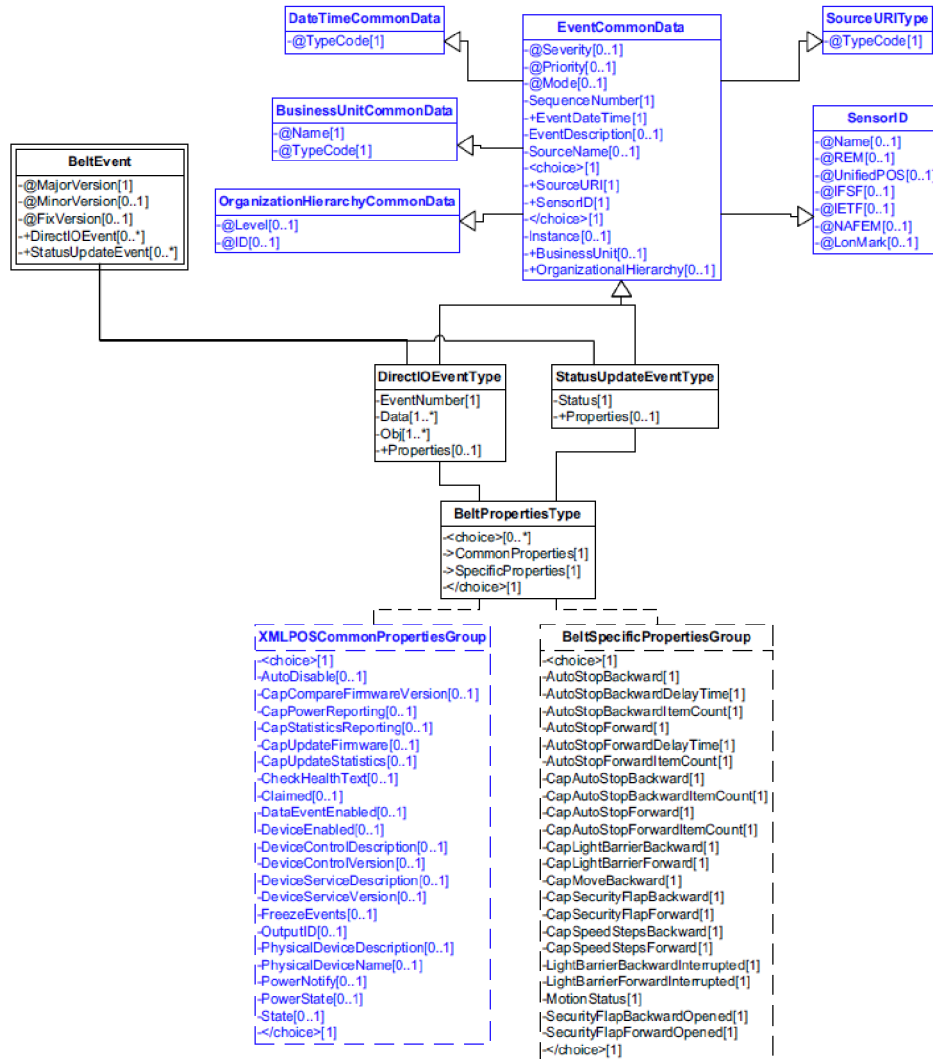 DateTimeCommonData
-@TypeCode[1]
EventCommonData
-@Severity[0..1]
-@Priority[0..1]
-@Mode[0..1]
-SequenceNumber[1]
-+EventDateTime[1]
-EventDescription[0..1]
-SourceName[0..1]
-<choice>[1]
-+SourceURI[1]
-+SensorID[1]
-</choice>[1]
-Instance[0..1]
-+BusinessUnit[0..1]
-+OrganizationalHierarchy[0..1]
SourceURIType
-@TypeCode[1]
BusinessUnitCommonData
-@Name[1]
-@TypeCode[1]
SensorID
-@Name[0..1]
-@REM[0..1]
-@UnifiedPOS[0..1]
-@IFSF[0..1]
-@IETF[0..1]
-@NAFEM[0..1]
-@LonMark[0..1]
BeltEvent
-@MajorVersion[1]
-@MinorVersion[0..1]
-@FixVersion[0..1]
-+DirectIOEvent[0..*]
-+StatusUpdateEvent[0..*]
OrganizationHierarchyCommonData
-@Level[0..1]
-@ID[0..1]
DirectIOEventType
-EventNumber[1]
-Data[1..*]
-Obj[1..*]
-+Properties[0..1]
StatusUpdateEventType
-Status[1]
-+Properties[0..1]
BeltPropertiesType
-<choice>[0..*]
->CommonProperties[1]
->SpecificProperties[1]
-</choice>[1]
XMLPOSCommonPropertiesGroup
-<choice>[1]
-AutoDisable[0..1]
-CapCompareFirmwareVersion[0..1]
-CapPowerReporting[0..1]
-CapStatisticsReporting[0..1]
-CapUpdateFirmware[0..1]
-CapUpdateStatistics[0..1]
-CheckHealthText[0..1]
-Claimed[0..1]
-DataEventEnabled[0..1]
-DeviceEnabled[0..1]
-DeviceControlDescription[0..1]
-DeviceControlVersion[0..1]
-DeviceServiceDescription[0..1]
-DeviceServiceVersion[0..1]
-FreezeEvents[0..1]
-OutputID[0..1]
-PhysicalDeviceDescription[0..1]
-PhysicalDeviceName[0..1]
-PowerNotify[0..1]
-PowerState[0..1]
-State[0..1]
-</choice>[1]
BeltSpecificPropertiesGroup
-<choice>[1]
-AutoStopBackward[1]
-AutoStopBackwardDelayTime[1]
-AutoStopBackwardItemCount[1]
-AutoStopForward[1]
-AutoStopForwardDelayTime[1]
-AutoStopForwardItemCount[1]
-CapAutoStopBackward[1]
-CapAutoStopBackwardItemCount[1]
-CapAutoStopForward[1]
-CapAutoStopForwardItemCount[1]
-CapLightBarrierBackward[1]
-CapLightBarrierForward[1]
-CapMoveBackward[1]
-CapSecurityFlapBackward[1]
-CapSecurityFlapForward[1]
-CapSpeedStepsBackward[1]
-CapSpeedStepsForward[1]
-LightBarrierBackwardInterrupted[1]
-LightBarrierForwardInterrupted[1]
-MotionStatus[1]
-SecurityFlapBackwardOpened[1]
-SecurityFlapForwardOpened[1]
-</choice>[1]